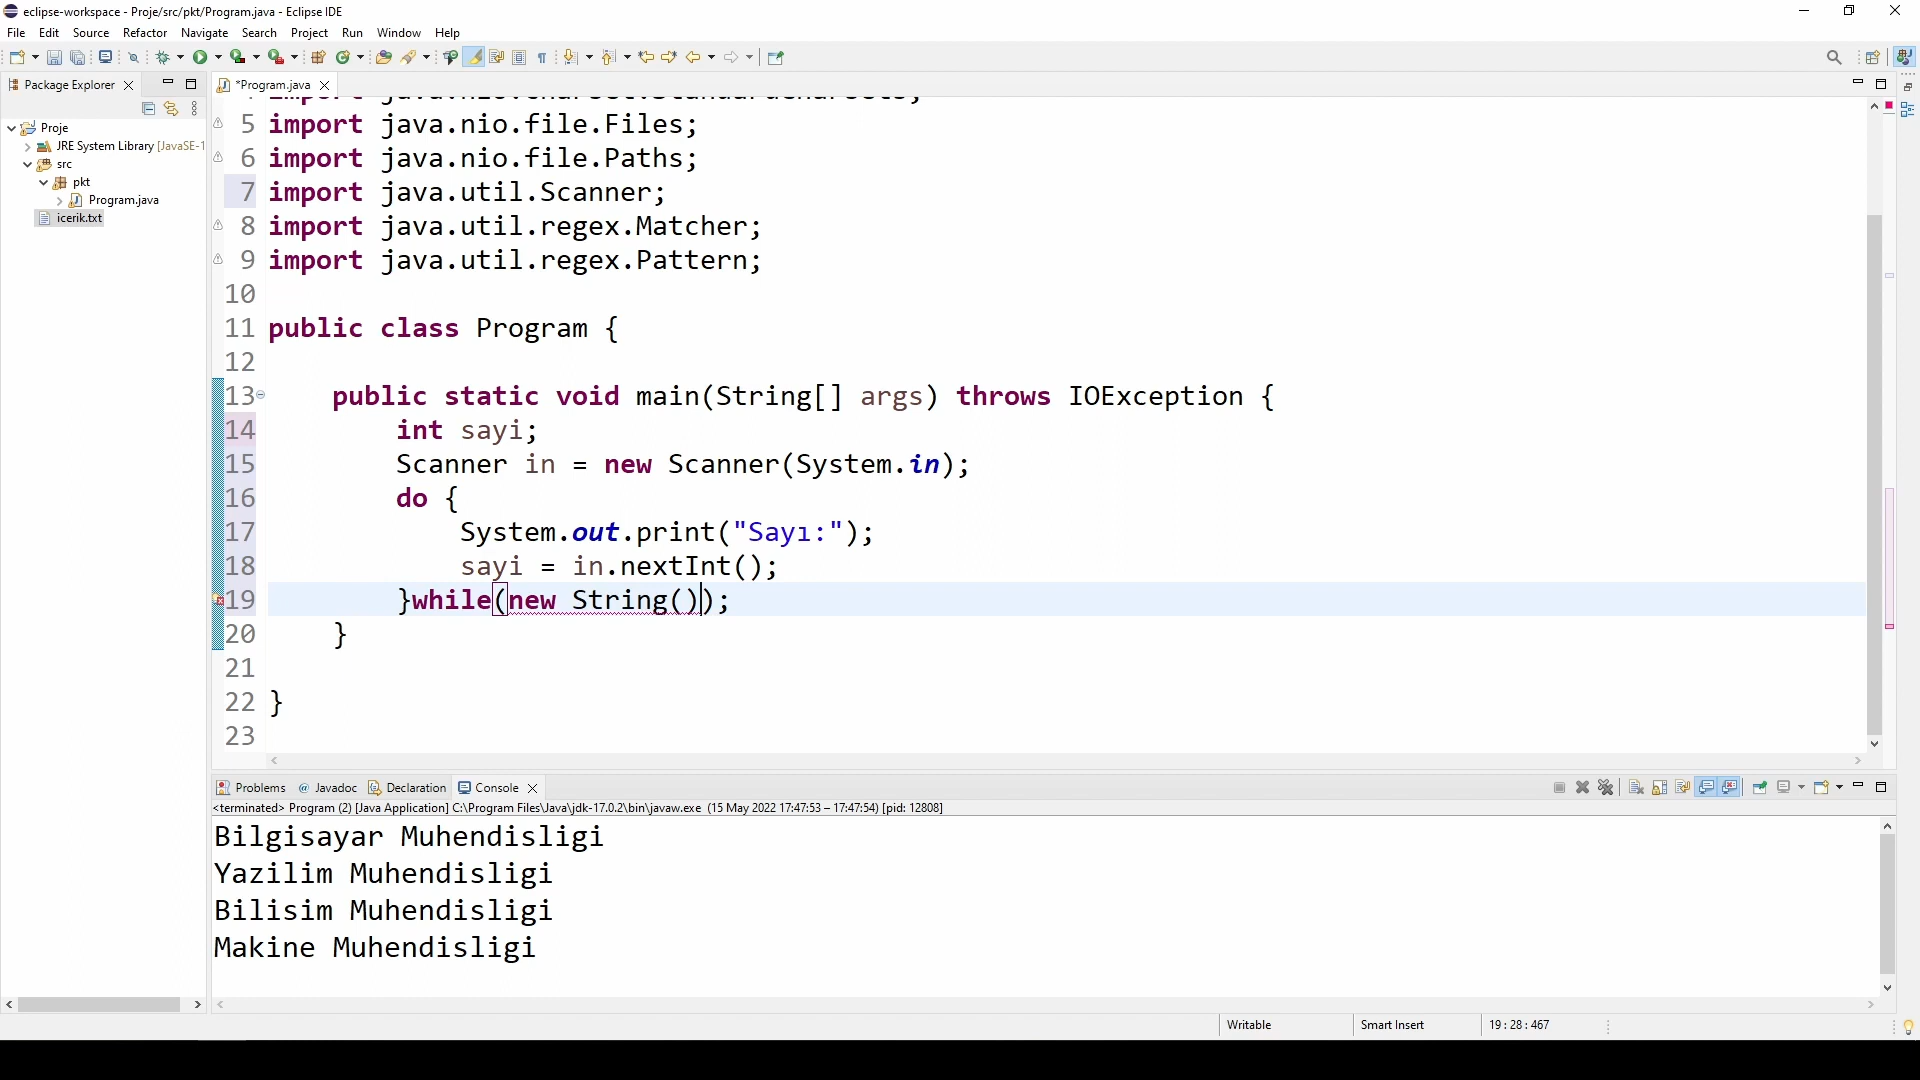 eclipse-workspace - Proje/src/pkt/Program.java - Eclipse IDE
File Edit Source Refactor Navigate Search Project Run Window Help
Package Explorer
*Program.java
Proje
JRE System Library [JavaSE-1
src
pkt
Program.java
icerik.txt
5 import java.nio.file.Files;
6 import java.nio.file.Paths;
7 import java.util.Scanner;
8 import java.util.regex.Matcher;
9 import java.util.regex.Pattern;
10
11 public class Program {
12
13 public static void main(String[] args) throws IOException {
14 int sayi;
15 Scanner in = new Scanner(System.in);
16 do {
17 System.out.print("Sayı:");
18 sayi = in.nextInt();
19 }while(new String());
20 }
21
22 }
23
Problems @ Javadoc Declaration Console
<terminated> Program (2) [Java Application] C:\Program Files\Java\jdk-17.0.2\bin\javaw.exe (15 May 2022 17:47:53 – 17:47:54) [pid: 12808]
Bilgisayar Muhendisligi
Yazilim Muhendisligi
Bilisim Muhendisligi
Makine Muhendisligi
Writable Smart Insert 19 : 28 : 467